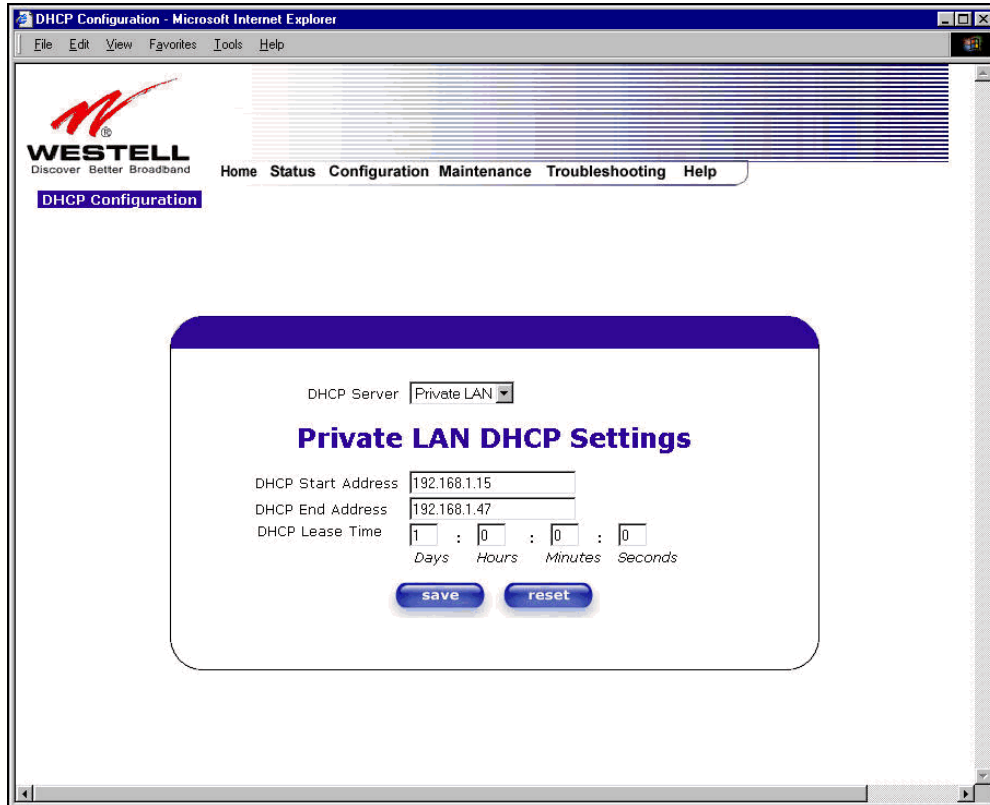 DHCP Configuration - Microsoft Internet Explorer
File Edit View Favorites Tools Help
®
WESTELL
Discover Better Broadband
Home Status Configuration Maintenance Troubleshooting Help
DHCP Configuration
DHCP Server Private LAN
Private LAN DHCP Settings
DHCP Start Address 192.168.1.15
DHCP End Address 192.168.1.47
DHCP Lease Time 1 : 0 : 0 : 0
Days Hours Minutes Seconds
save reset